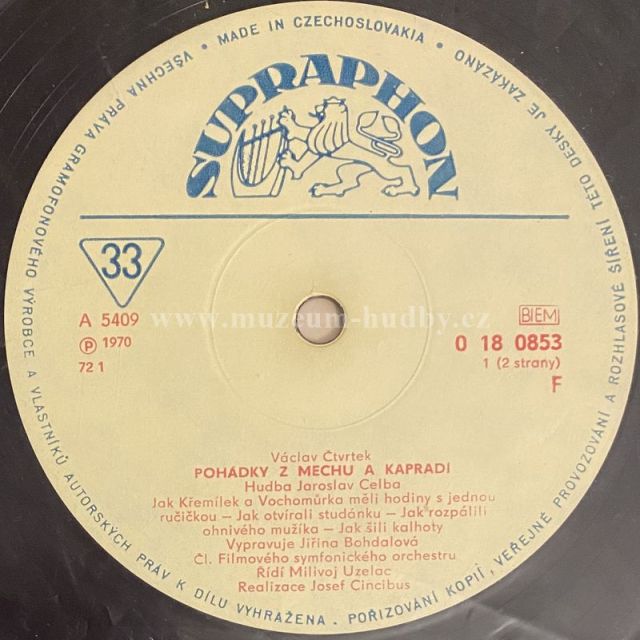 VŠECHNA PRÁVA GRAMOFONOVÉHO VÝROBCE A VLASTNÍKŮ AUTORSKÝCH PRÁV K DÍLU VYHRAŽENA. POŘIZOVÁNÍ KOPIÍ, VEŘEJNÉ PROVOZOVÁNÍ A ROZHLASOVÉ ŠÍŘENÍ TÉTO DESKY JE ZAKÁZÁNO
• MADE IN CZECHOSLOVAKIA •
SUPRAPHON
33
A 5409
℗ 1970
72 1
www.muzeum-hudby.cz
BIEM
0 18 0853
1 (2 strany)
F
Václav Čtvrtek
POHÁDKY Z MECHU A KAPRADÍ
Hudba Jaroslav Celba
Jak Křemílek a Vochomůrka měli hodiny s jednou
ručičkou – Jak otvírali studánku – Jak rozpálili
ohnivého mužíka – Jak šili kalhoty
Vypravuje Jiřina Bohdalová
Čl. Filmového symfonického orchestru
Řídí Milivoj Uzelac
Realizace Josef Cincibus